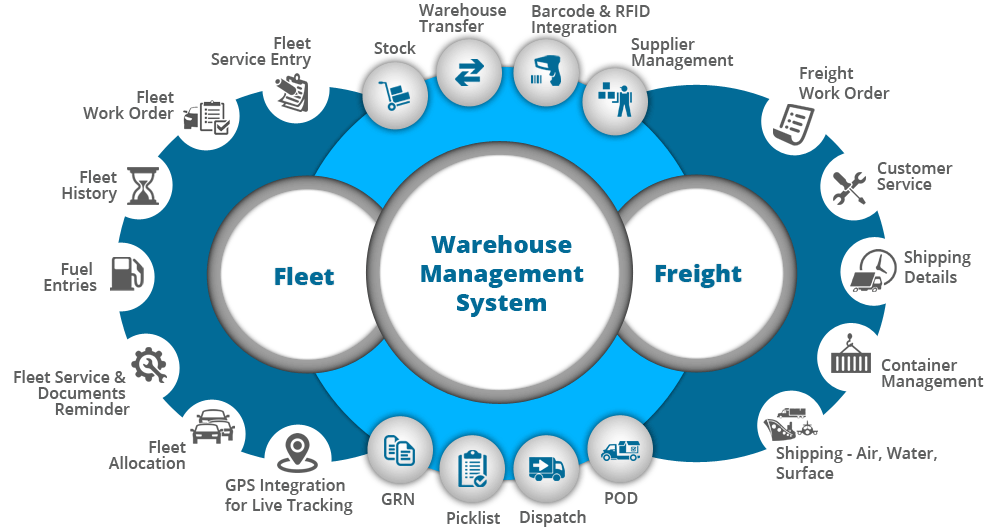 Warehouse
Transfer
Barcode & RFID
Integration
Stock
Supplier
Management
Fleet
Service Entry
Freight
Work Order
Fleet
Work Order
Customer
Service
Fleet
History
Shipping
Details
Fuel
Entries
Fleet
Warehouse
Management
System
Freight
Container
Management
Fleet Service &
Documents
Reminder
Fleet
Allocation
Shipping - Air, Water,
Surface
GPS Integration
for Live Tracking
GRN
Picklist
Dispatch
POD